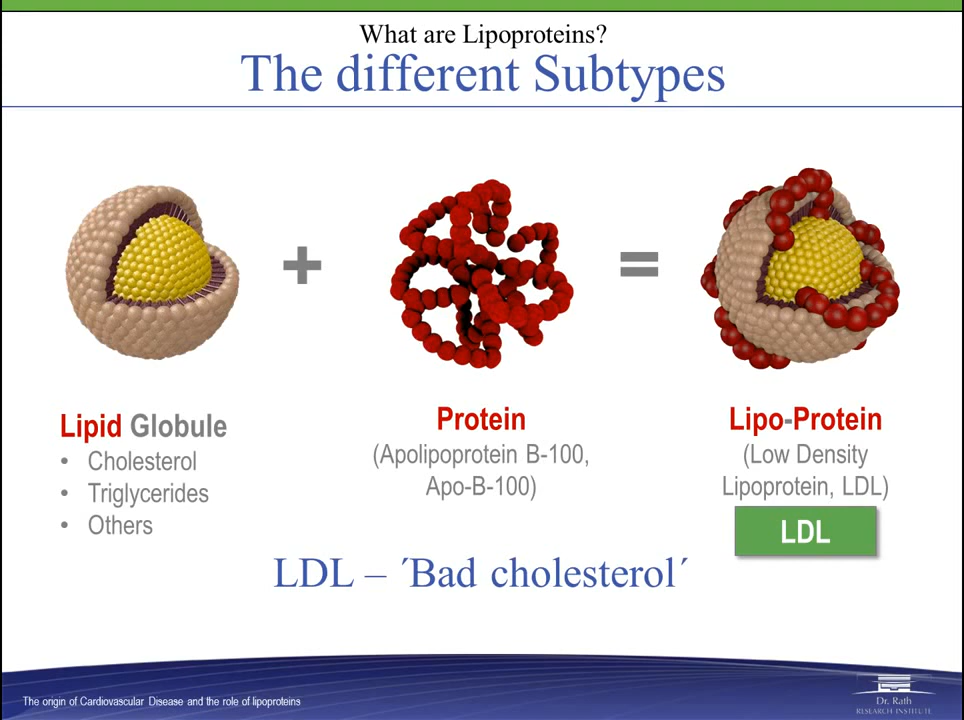 What are Lipoproteins?
The different Subtypes
+
=
Lipid Globule
• Cholesterol
• Triglycerides
• Others
Protein
(Apolipoprotein B-100,
Apo-B-100)
Lipo-Protein
(Low Density
Lipoprotein, LDL)
LDL
LDL – ´Bad cholesterol´
The origin of Cardiovascular Disease and the role of lipoproteins
Dr. Rath
RESEARCH INSTITUTE